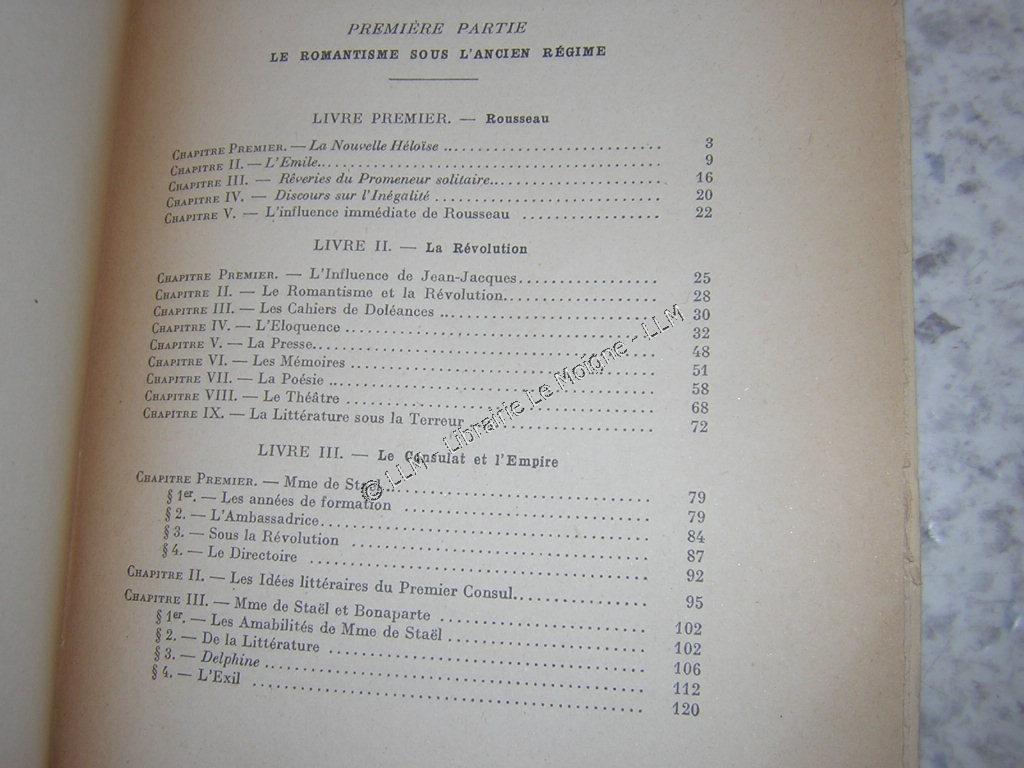 PREMIÈRE PARTIE
LE ROMANTISME SOUS L'ANCIEN RÉGIME
LIVRE PREMIER. — Rousseau
CHAPITRE PREMIER. — La Nouvelle Héloïse .......... 3
CHAPITRE II. — L'Emile.......... 9
CHAPITRE III. — Rêveries du Promeneur solitaire.......... 16
CHAPITRE IV. — Discours sur l'Inégalité .......... 20
CHAPITRE V. — L'influence immédiate de Rousseau .......... 22
LIVRE II. — La Révolution
CHAPITRE PREMIER. — L'Influence de Jean-Jacques.......... 25
CHAPITRE II. — Le Romantisme et la Révolution.......... 28
CHAPITRE III. — Les Cahiers de Doléances .......... 30
CHAPITRE IV. — L'Eloquence .......... 32
CHAPITRE V. — La Presse.......... 48
CHAPITRE VI. — Les Mémoires .......... 51
CHAPITRE VII. — La Poésie .......... 58
CHAPITRE VIII. — Le Théâtre .......... 68
CHAPITRE IX. — La Littérature sous la Terreur .......... 72
LIVRE III. — Le Consulat et l'Empire
CHAPITRE PREMIER. — Mme de Staël .......... 79
§ 1er. — Les années de formation .......... 79
§ 2. — L'Ambassadrice.......... 84
§ 3. — Sous la Révolution .......... 87
§ 4. — Le Directoire .......... 92
CHAPITRE II. — Les Idées littéraires du Premier Consul.......... 95
CHAPITRE III. — Mme de Staël et Bonaparte .......... 102
§ 1er. — Les Amabilités de Mme de Staël .......... 102
§ 2. — De la Littérature .......... 106
§ 3. — Delphine .......... 112
§ 4. — L'Exil .......... 120
© LLM - Librairie Le Moigne - LLM